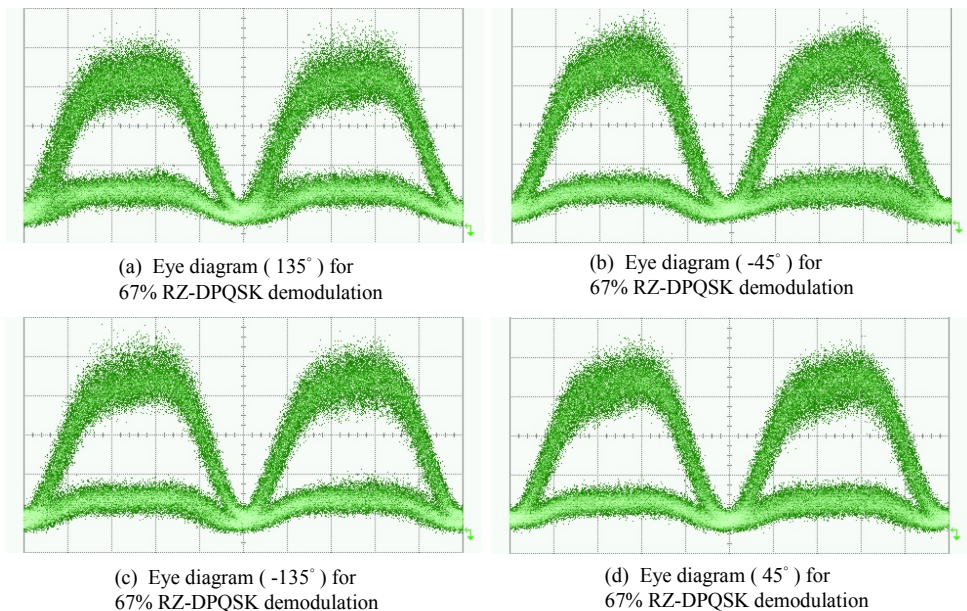 (a) Eye diagram ( 135° ) for
67% RZ-DPQSK demodulation
(b) Eye diagram ( -45° ) for
67% RZ-DPQSK demodulation
(c) Eye diagram ( -135° ) for
67% RZ-DPQSK demodulation
(d) Eye diagram ( 45° ) for
67% RZ-DPQSK demodulation